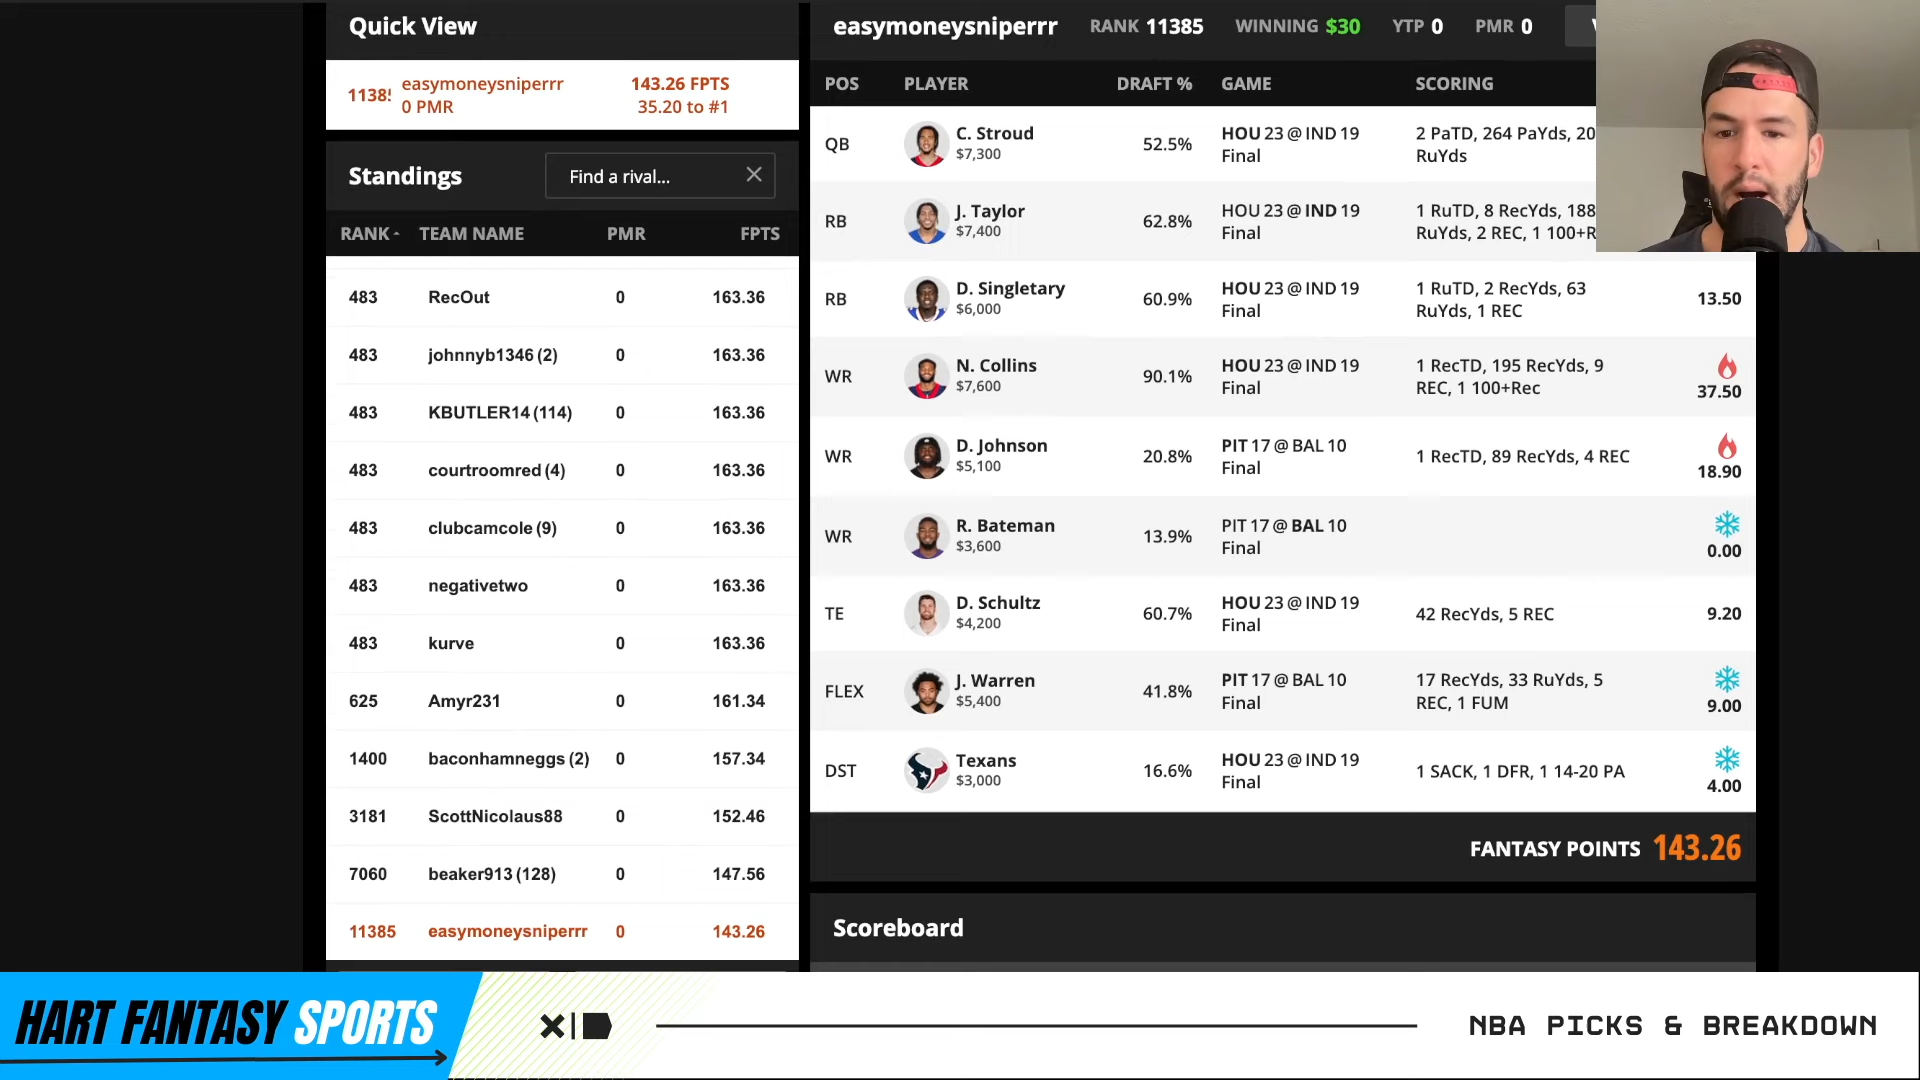 Quick View
11385 easymoneysniperrr 143.26 FPTS
0 PMR 35.20 to #1
Standings Find a rival...
RANK TEAM NAME PMR FPTS
483 RecOut 0 163.36
483 johnnyb1346 (2) 0 163.36
483 KBUTLER14 (114) 0 163.36
483 courtroomred (4) 0 163.36
483 clubcamcole (9) 0 163.36
483 negativetwo 0 163.36
483 kurve 0 163.36
625 Amyr231 0 161.34
1400 baconhamneggs (2) 0 157.34
3181 ScottNicolaus88 0 152.46
7060 beaker913 (128) 0 147.56
11385 easymoneysniperrr 0 143.26
easymoneysniperrr RANK 11385 WINNING $30 YTP 0 PMR 0
POS PLAYER DRAFT % GAME SCORING
QB C. Stroud 52.5% HOU 23 @ IND 19 2 PaTD, 264 PaYds, 20
$7,300 Final RuYds
RB J. Taylor 62.8% HOU 23 @ IND 19 1 RuTD, 8 RecYds, 188
$7,400 Final RuYds, 2 REC, 1 100+R
RB D. Singletary 60.9% HOU 23 @ IND 19 1 RuTD, 2 RecYds, 63 13.50
$6,000 Final RuYds, 1 REC
WR N. Collins 90.1% HOU 23 @ IND 19 1 RecTD, 195 RecYds, 9
$7,600 Final REC, 1 100+Rec 37.50
WR D. Johnson 20.8% PIT 17 @ BAL 10 1 RecTD, 89 RecYds, 4 REC
$5,100 Final 18.90
WR R. Bateman 13.9% PIT 17 @ BAL 10
$3,600 Final 0.00
TE D. Schultz 60.7% HOU 23 @ IND 19 42 RecYds, 5 REC 9.20
$4,200 Final
FLEX J. Warren 41.8% PIT 17 @ BAL 10 17 RecYds, 33 RuYds, 5
$5,400 Final REC, 1 FUM 9.00
DST Texans 16.6% HOU 23 @ IND 19 1 SACK, 1 DFR, 1 14-20 PA
$3,000 Final 4.00
FANTASY POINTS 143.26
Scoreboard
HART FANTASY SPORTS
NBA PICKS & BREAKDOWN